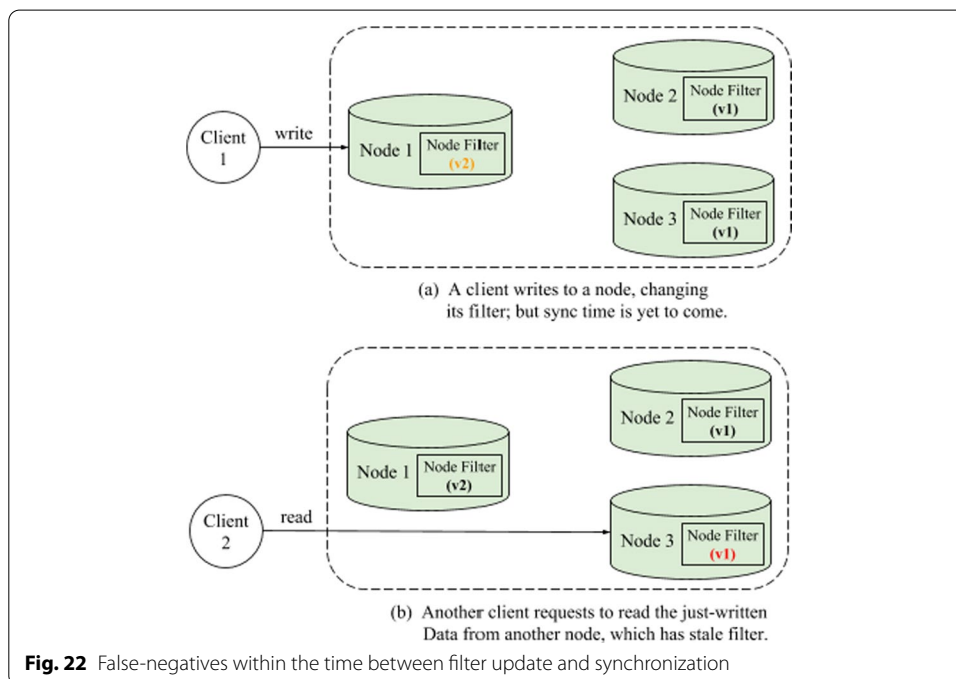 Client
1
write
Node 1
Node Filter
(v2)
Node 2
Node Filter
(v1)
Node 3
Node Filter
(v1)
(a) A client writes to a node, changing
its filter; but sync time is yet to come.
Client
2
read
Node 1
Node Filter
(v2)
Node 2
Node Filter
(v1)
Node 3
Node Filter
(v1)
(b) Another client requests to read the just-written
Data from another node, which has stale filter.
Fig. 22 False-negatives within the time between filter update and synchronization